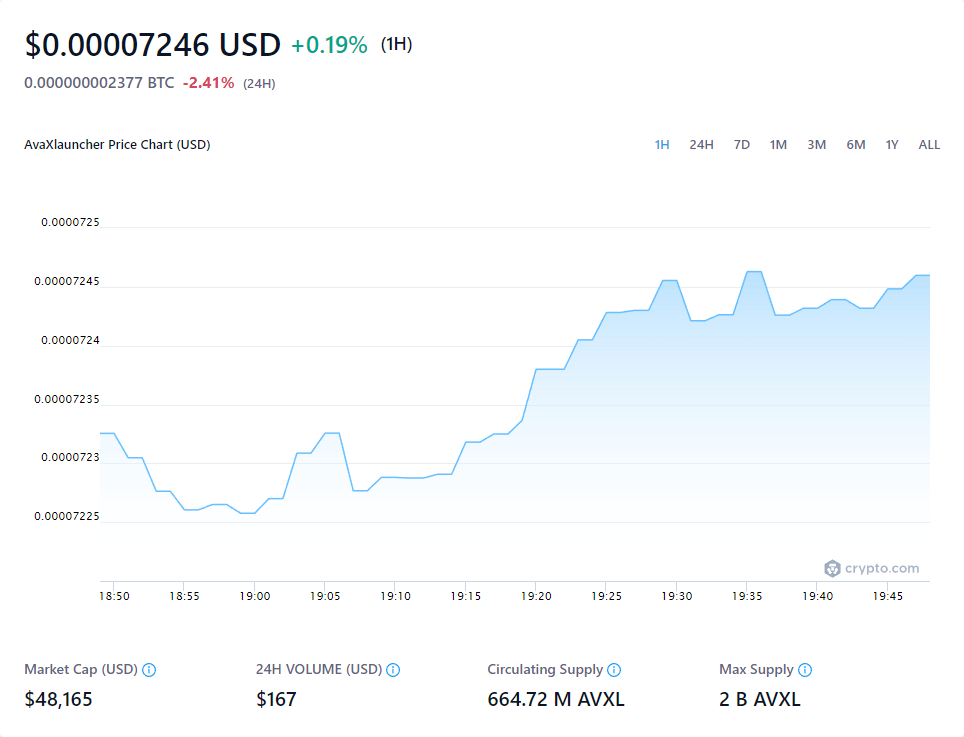 $0.00007246 USD +0.19% (1H)
0.000000002377 BTC -2.41% (24H)
AvaXlauncher Price Chart (USD) 1H 24H 7D 1M 3M 6M 1Y ALL
0.0000725
0.00007245
0.0000724
0.00007235
0.0000723
0.00007225
crypto.com
18:50 18:55 19:00 19:05 19:10 19:15 19:20 19:25 19:30 19:35 19:40 19:45
Market Cap (USD) 24H VOLUME (USD) Circulating Supply Max Supply
$48,165 $167 664.72 M AVXL 2 B AVXL